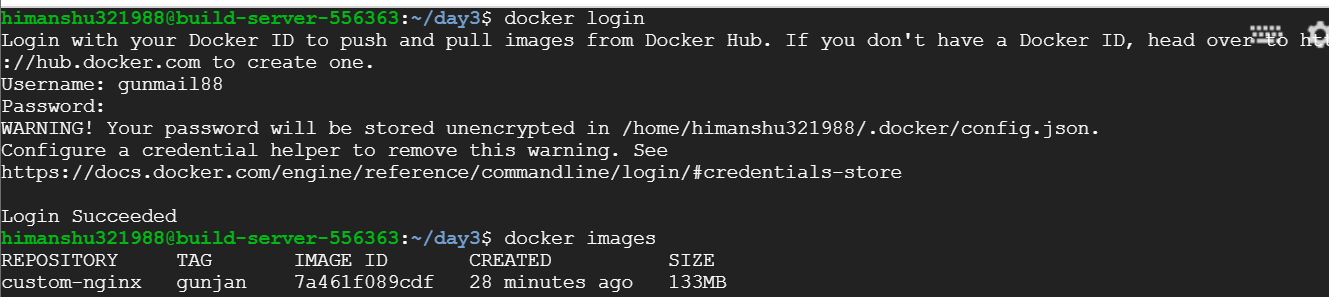 himanshu321988@build-server-556363:~/day3$ docker login
Login with your Docker ID to push and pull images from Docker Hub. If you don't have a Docker ID, head over to htt
://hub.docker.com to create one.
Username: gunmail88
Password:
WARNING! Your password will be stored unencrypted in /home/himanshu321988/.docker/config.json.
Configure a credential helper to remove this warning. See
https://docs.docker.com/engine/reference/commandline/login/#credentials-store
Login Succeeded
himanshu321988@build-server-556363:~/day3$ docker images
REPOSITORY TAG IMAGE ID CREATED SIZE
custom-nginx gunjan 7a461f089cdf 28 minutes ago 133MB